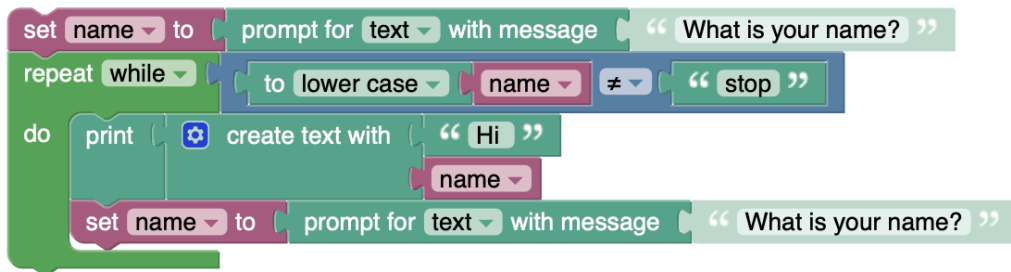 set name to prompt for text with message “ What is your name? ”
repeat while to lower case name ≠ “ stop ”
do print create text with “ Hi ”
name
set name to prompt for text with message “ What is your name? ”